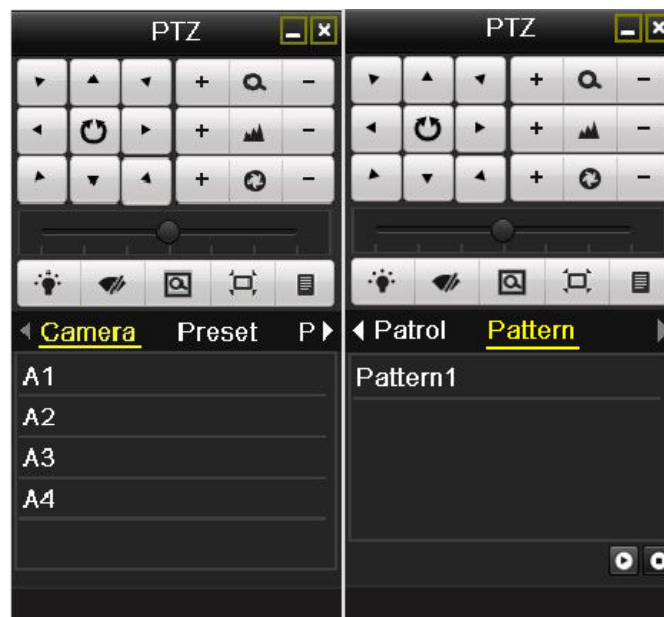 PTZ
Camera Preset P
A1
A2
A3
A4
PTZ
Patrol Pattern
Pattern1